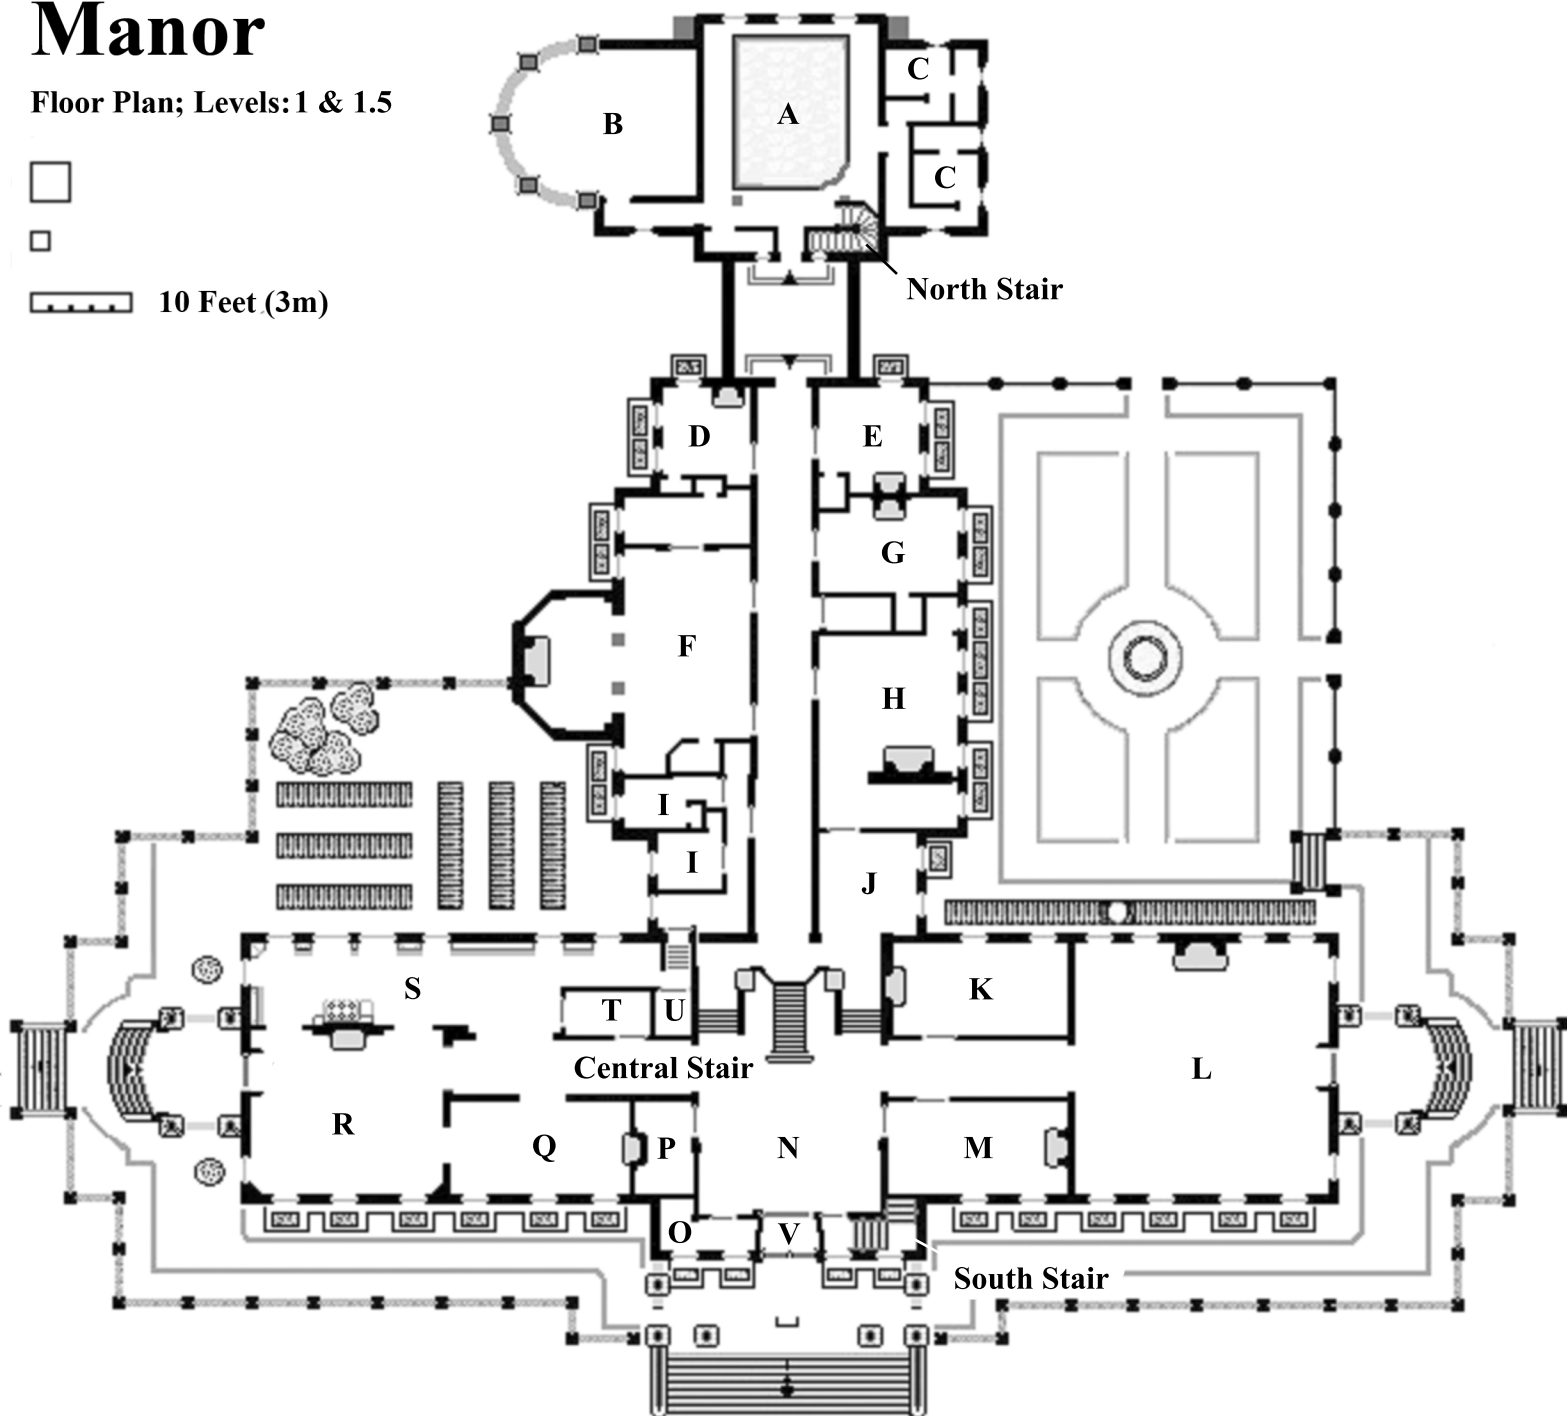 Manor
Floor Plan; Levels:1 & 1.5
10 Feet (3m)
A
B
C
C
North Stair
D
E
F
G
H
I
I
J
K
S
T
U
Central Stair
L
R
Q
P
N
M
O
V
South Stair